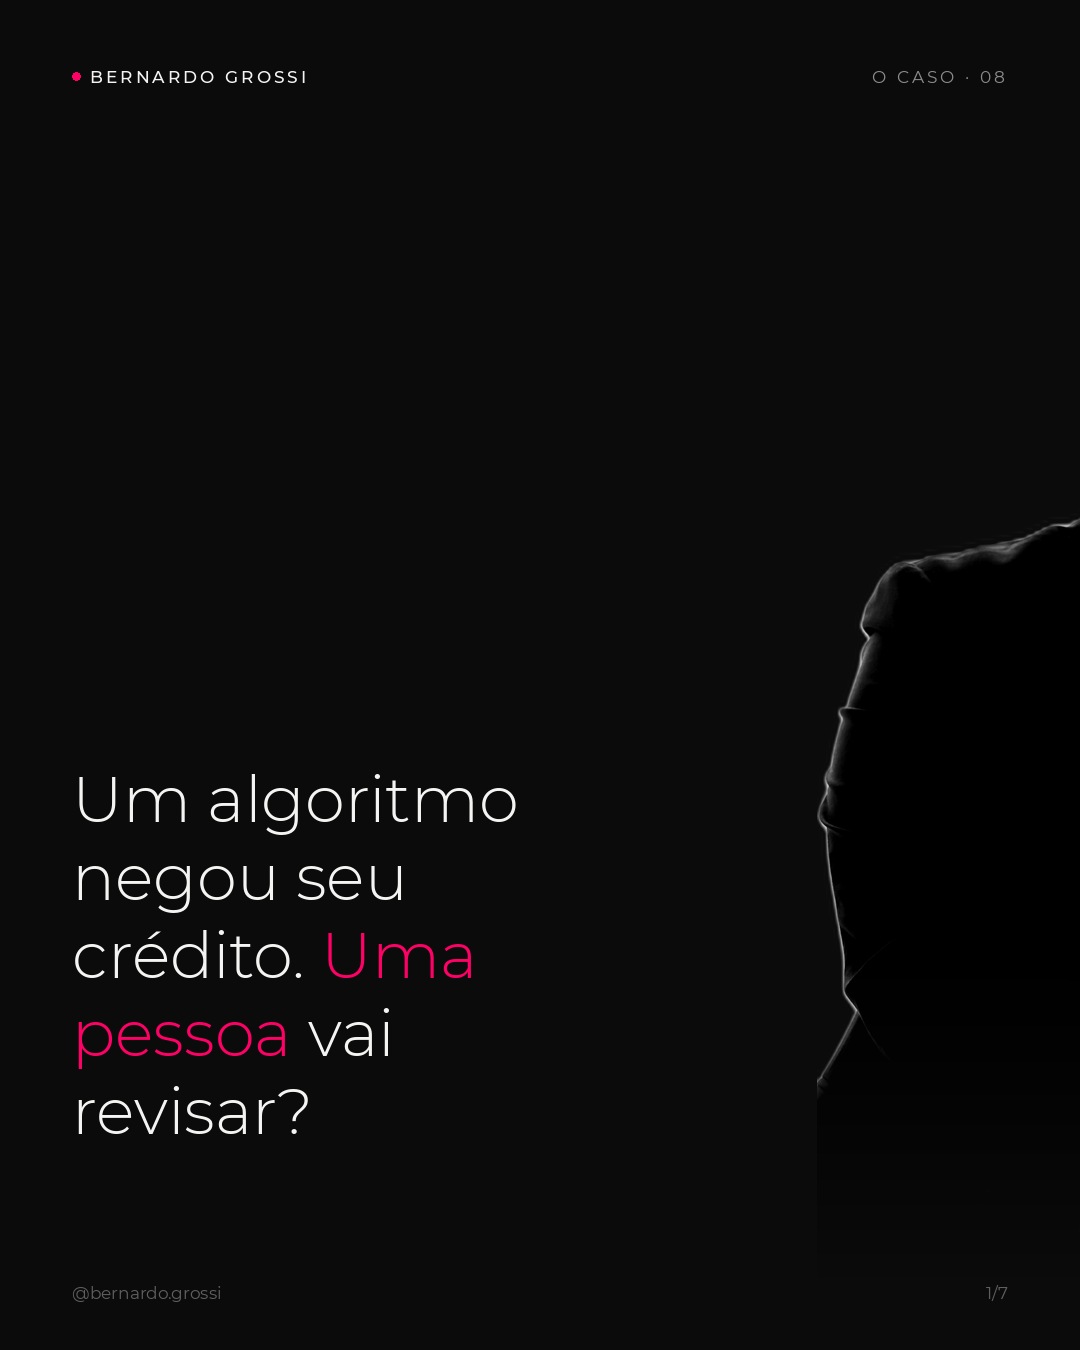 BERNARDO GROSSI
O CASO · 08
Um algoritmo
negou seu
crédito. Uma
pessoa vai
revisar?
@bernardo.grossi
1/7